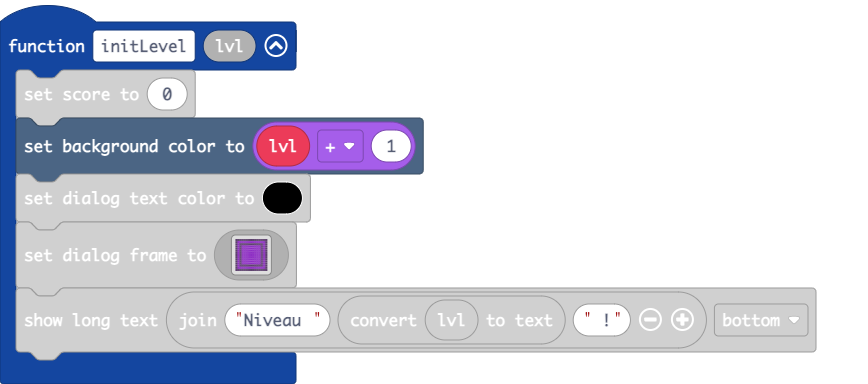 function initLevel lvl
set score to 0
set background color to lvl + 1
set dialog text color to
set dialog frame to
show long text join "Niveau " convert lvl to text " !" bottom